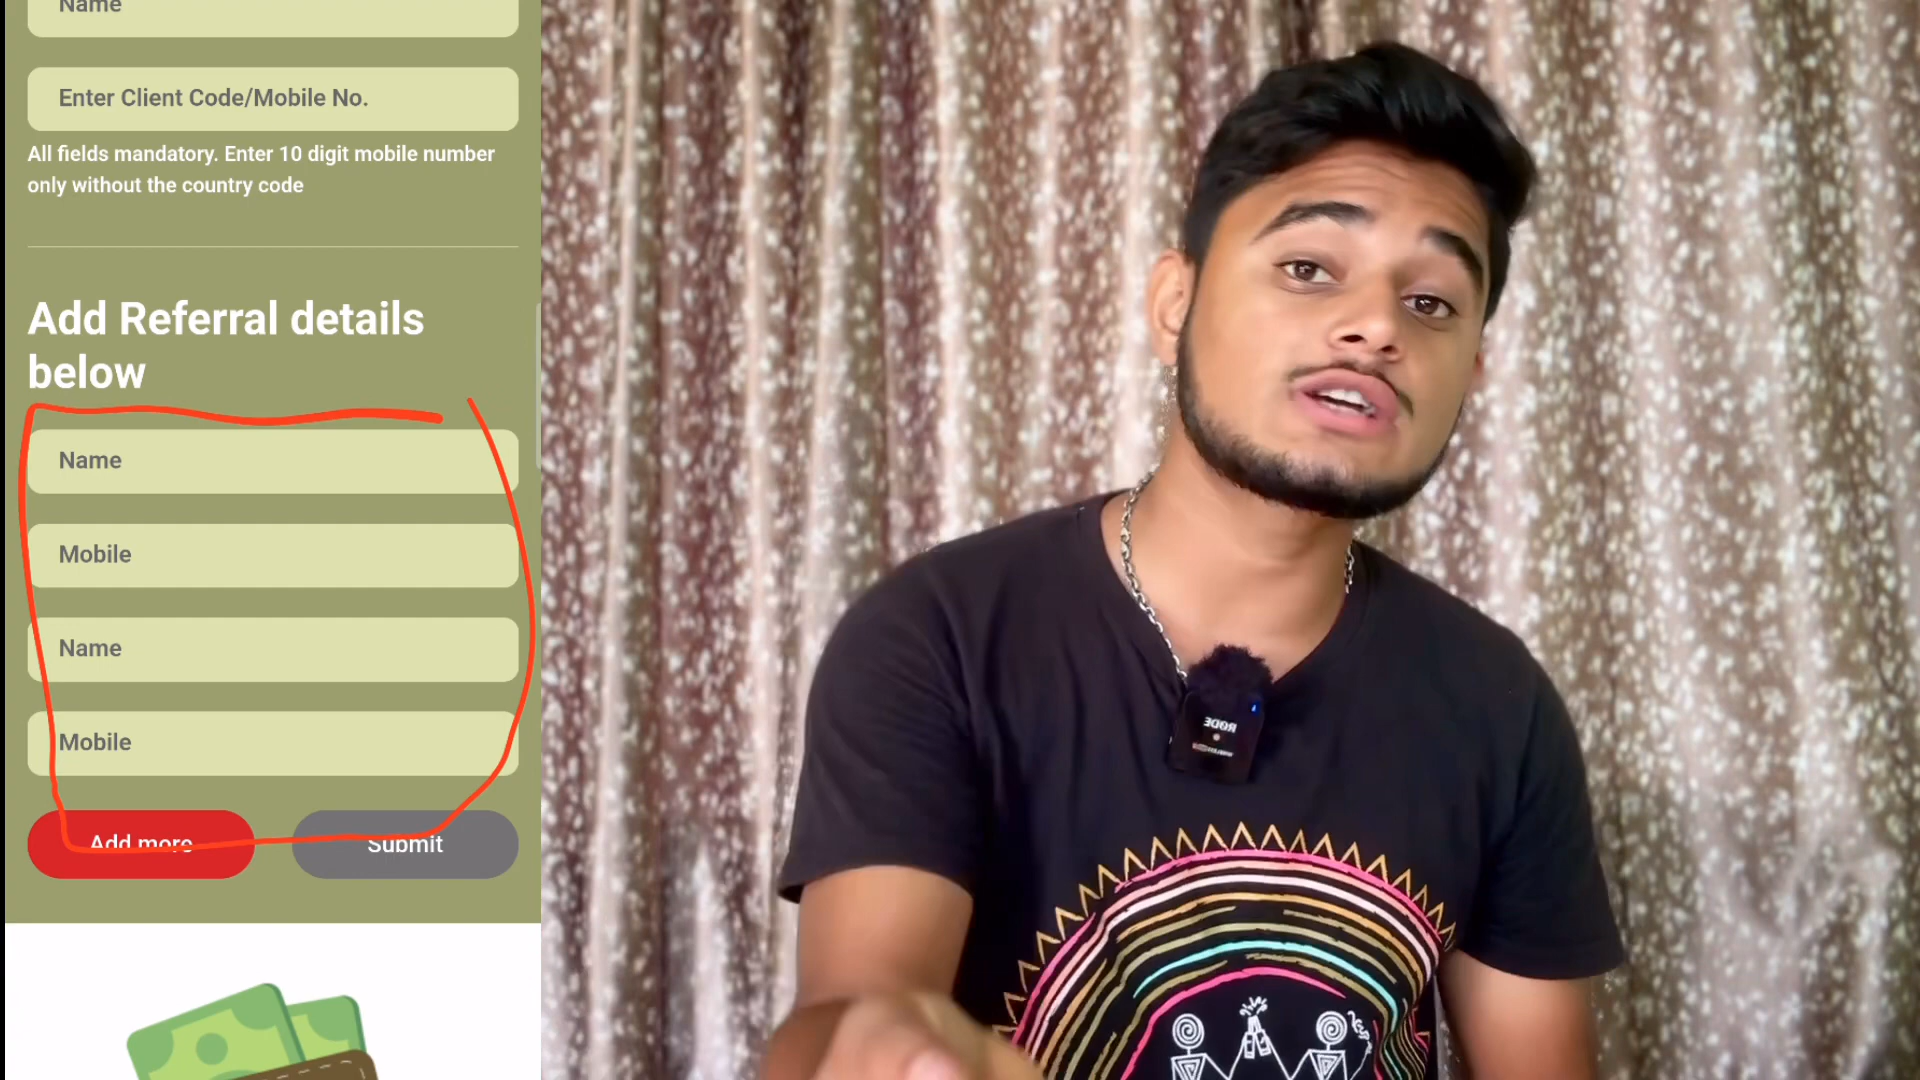 Name
Enter Client Code/Mobile No.
All fields mandatory. Enter 10 digit mobile number
only without the country code
Add Referral details
below
Name
Mobile
Name
Mobile
Add more
Submit
RØDE